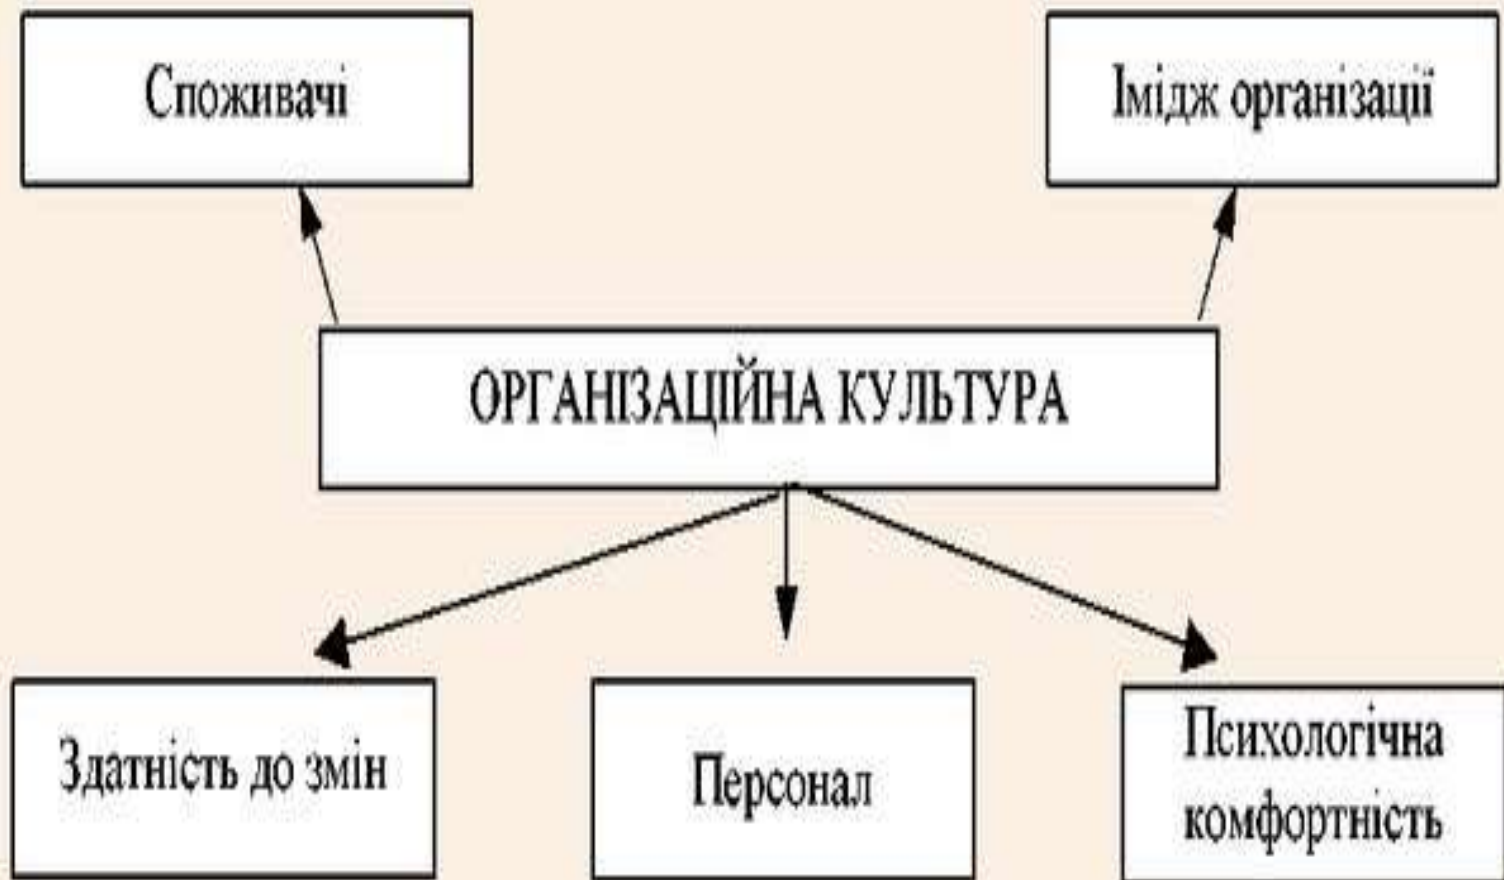 Споживачі
Імідж організації
ОРГАНІЗАЦІЙНА КУЛЬТУРА
Здатність до змін
Персонал
Психологічна
комфортність